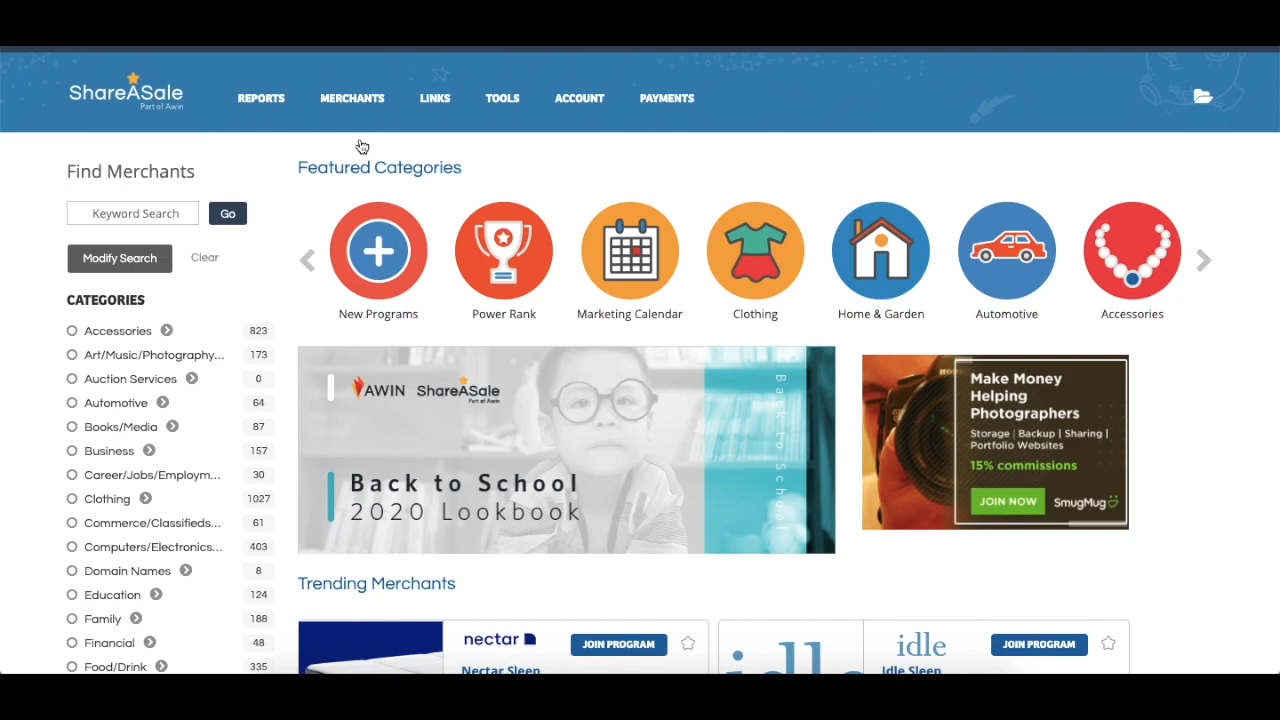 ShareASale
Part of Awin
REPORTS
MERCHANTS
LINKS
TOOLS
ACCOUNT
PAYMENTS
Find Merchants
Keyword Search
Go
Modify Search
Clear
CATEGORIES
Accessories 823
Art/Music/Photography... 173
Auction Services 0
Automotive 64
Books/Media 87
Business 157
Career/Jobs/Employm... 30
Clothing 1027
Commerce/Classifieds... 61
Computers/Electronics... 403
Domain Names 8
Education 124
Family 188
Financial 48
Food/Drink 335
Featured Categories
New Programs
Power Rank
Marketing Calendar
Clothing
Home & Garden
Automotive
Accessories
AWIN
ShareASale
Part of Awin
Back to School
2020 Lookbook
Back to School
Make Money
Helping
Photographers
Storage | Backup | Sharing |
Portfolio Websites
15% commissions
JOIN NOW
SmugMug
Trending Merchants
nectar
JOIN PROGRAM
Nectar Sleep
idle
idle
JOIN PROGRAM
Idle Sleep